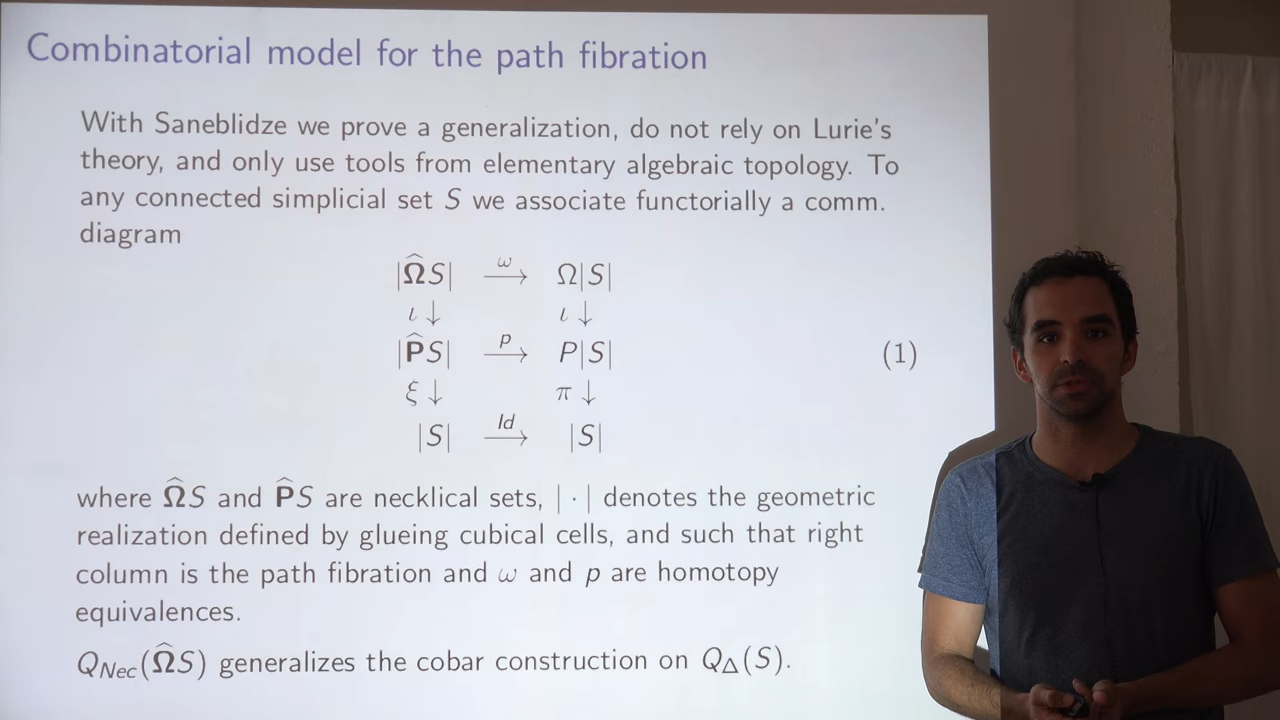 Combinatorial model for the path fibration
With Saneblidze we prove a generalization, do not rely on Lurie's
theory, and only use tools from elementary algebraic topology. To
any connected simplicial set S we associate functorially a comm.
diagram
|Ω̂S| ω⟶ Ω|S|
ι↓ ι↓
|P̂S| p⟶ P|S| (1)
ξ↓ π↓
|S| Id⟶ |S|
where Ω̂S and P̂S are necklical sets, | · | denotes the geometric
realization defined by glueing cubical cells, and such that right
column is the path fibration and ω and p are homotopy
equivalences.
Q_Nec(Ω̂S) generalizes the cobar construction on Q_Δ(S).